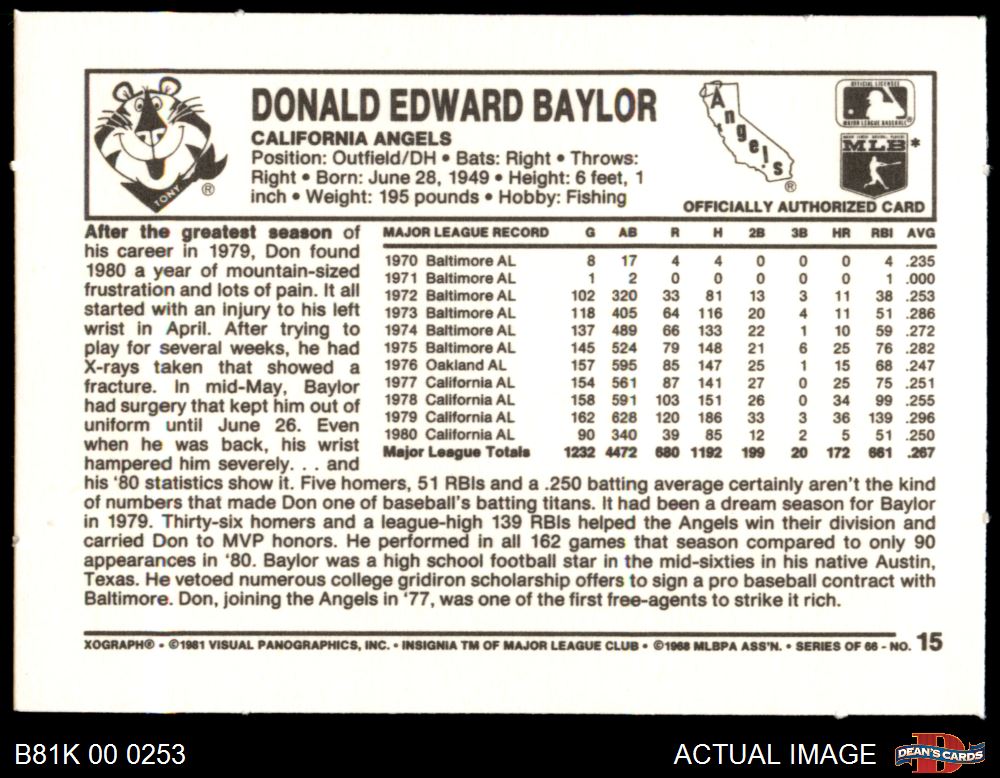 DONALD EDWARD BAYLOR
CALIFORNIA ANGELS
Position: Outfield/DH • Bats: Right • Throws:
Right • Born: June 28, 1949 • Height: 6 feet, 1
inch • Weight: 195 pounds • Hobby: Fishing
TONY ®
Angels ®
OFFICIAL LICENSEE
MAJOR LEAGUE BASEBALL
MLB *
OFFICIALLY AUTHORIZED CARD
After the greatest season of
his career in 1979, Don found
1980 a year of mountain-sized
frustration and lots of pain. It all
started with an injury to his left
wrist in April. After trying to
play for several weeks, he had
X-rays taken that showed a
fracture. In mid-May, Baylor
had surgery that kept him out of
uniform until June 26. Even
when he was back, his wrist
hampered him severely. . . and
MAJOR LEAGUE RECORD G AB R H 2B 3B HR RBI AVG
1970 Baltimore AL 8 17 4 4 0 0 0 4 .235
1971 Baltimore AL 1 2 0 0 0 0 0 1 .000
1972 Baltimore AL 102 320 33 81 13 3 11 38 .253
1973 Baltimore AL 118 405 64 116 20 4 11 51 .286
1974 Baltimore AL 137 489 66 133 22 1 10 59 .272
1975 Baltimore AL 145 524 79 148 21 6 25 76 .282
1976 Oakland AL 157 595 85 147 25 1 15 68 .247
1977 California AL 154 561 87 141 27 0 25 75 .251
1978 California AL 158 591 103 151 26 0 34 99 .255
1979 California AL 162 628 120 186 33 3 36 139 .296
1980 California AL 90 340 39 85 12 2 5 51 .250
Major League Totals 1232 4472 680 1192 199 20 172 661 .267
his '80 statistics show it. Five homers, 51 RBIs and a .250 batting average certainly aren't the kind
of numbers that made Don one of baseball's batting titans. It had been a dream season for Baylor
in 1979. Thirty-six homers and a league-high 139 RBIs helped the Angels win their division and
carried Don to MVP honors. He performed in all 162 games that season compared to only 90
appearances in '80. Baylor was a high school football star in the mid-sixties in his native Austin,
Texas. He vetoed numerous college gridiron scholarship offers to sign a pro baseball contract with
Baltimore. Don, joining the Angels in '77, was one of the first free-agents to strike it rich.
XOGRAPH® • ©1981 VISUAL PANOGRAPHICS, INC. • INSIGNIA TM OF MAJOR LEAGUE CLUB • ©1968 MLBPA ASS'N. • SERIES OF 66 - NO. 15
B81K 00 0253
ACTUAL IMAGE
DEAN'S CARDS